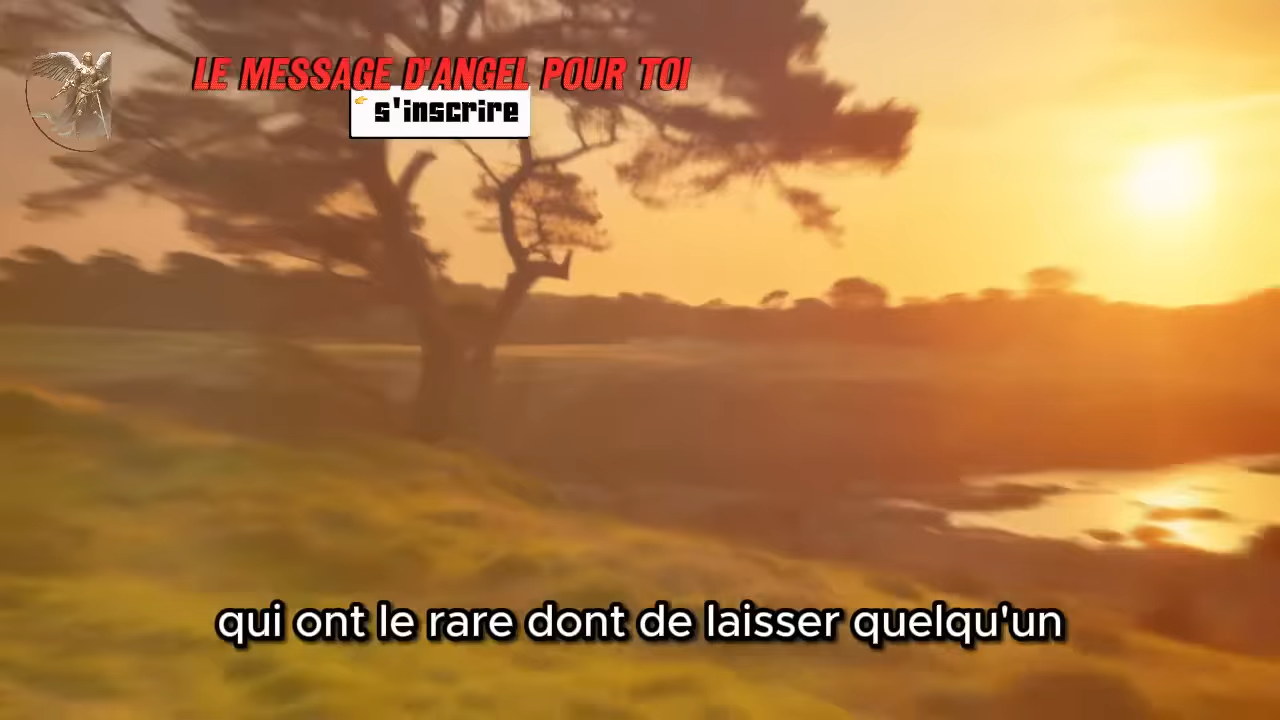 LE MESSAGE D'ANGEL POUR TOI
👉 s'inscrire
qui ont le rare dont de laisser quelqu'un